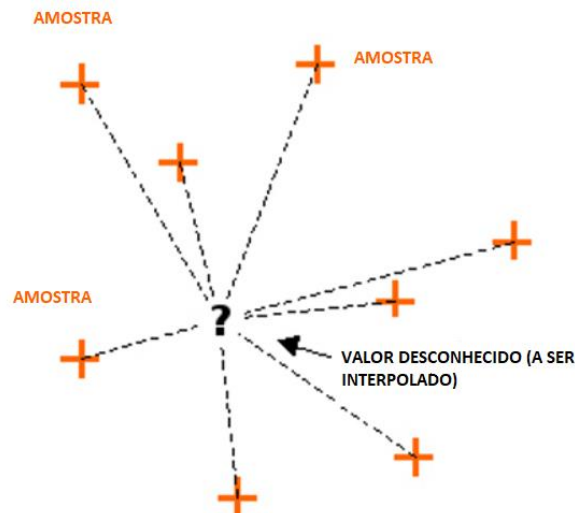 AMOSTRA
AMOSTRA
AMOSTRA
?
VALOR DESCONHECIDO (A SER
INTERPOLADO)